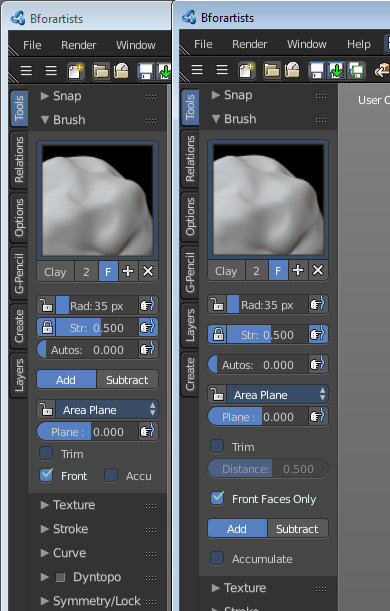 Bforartists
File Render Window
Tools
Relations
Options
G-Pencil
Create
Layers
Snap
Brush
Clay 2 F
Rad: 35 px
Str: 0.500
Autos: 0.000
Add Subtract
Area Plane
Plane : 0.000
Trim
Front Accu
Texture
Stroke
Curve
Dyntopo
Symmetry/Lock
Bforartists
File Render Window Help
User O
Tools
Relations
Options
G-Pencil
Layers
Create
Snap
Brush
Clay 2 F
Rad: 35 px
Str: 0.500
Autos: 0.000
Area Plane
Plane : 0.000
Trim
Distance: 0.500
Front Faces Only
Add Subtract
Accumulate
Texture
Stroke